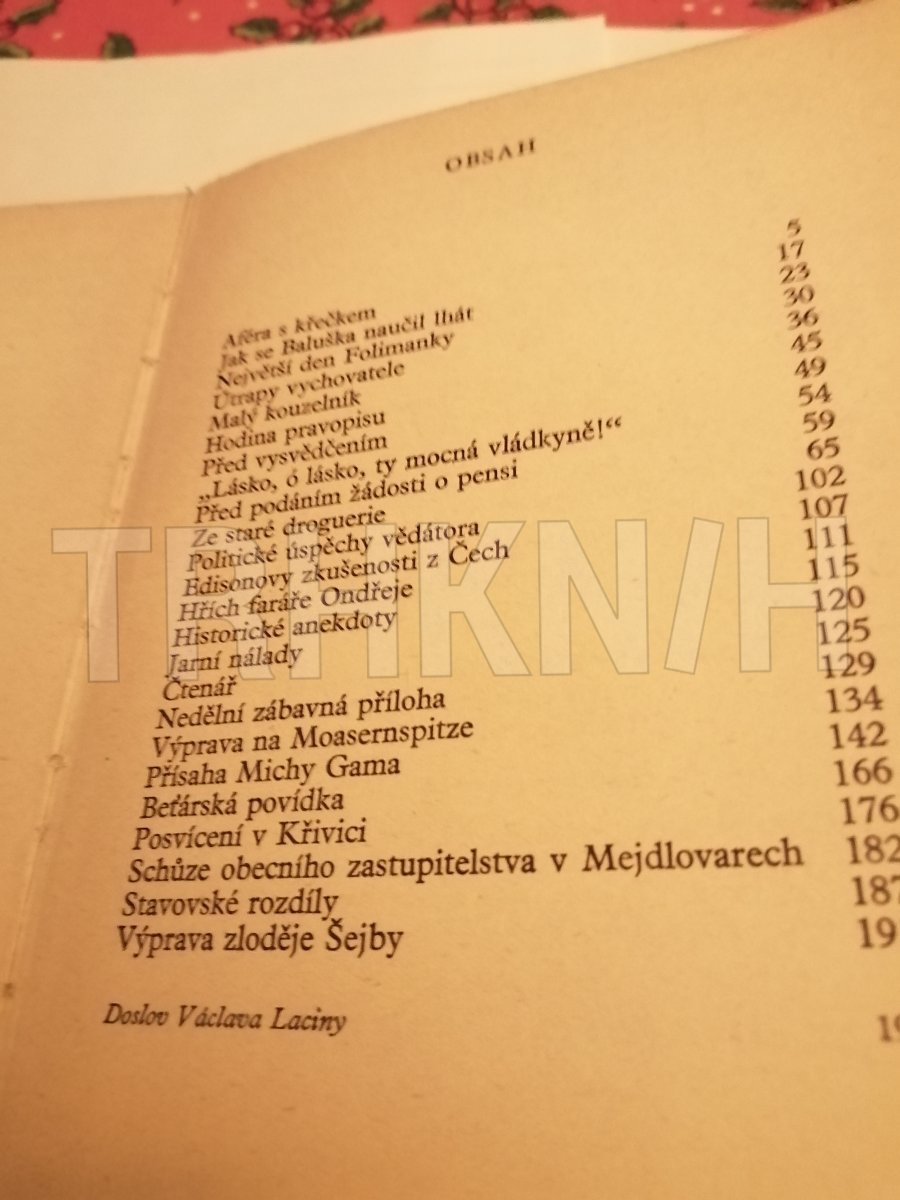 OBSAH
Aféra s křečkem 5
Jak se Baluška naučil lhát 17
Největší den Folimanky 23
Útrapy vychovatele 30
Malý kouzelník 36
Hodina pravopisu 45
Před vysvědčením 49
„Lásko, ó lásko, ty mocná vládkyně!“ 54
Před podáním žádosti o pensi 59
Ze staré droguerie 65
Politické úspěchy vědátora 102
Edisonovy zkušenosti z Čech 107
Hřích faráře Ondřeje 111
Historické anekdoty 115
Jarní nálady 120
Čtenář 125
Nedělní zábavná příloha 129
Výprava na Moasernspitze 134
Přísaha Michy Gama 142
Beťárská povídka 166
Posvícení v Křivici 176
Schůze obecního zastupitelstva v Mejdlovarech 182
Stavovské rozdíly 187
Výprava zloděje Šejby
Doslov Václava Laciny
TRHKNIH